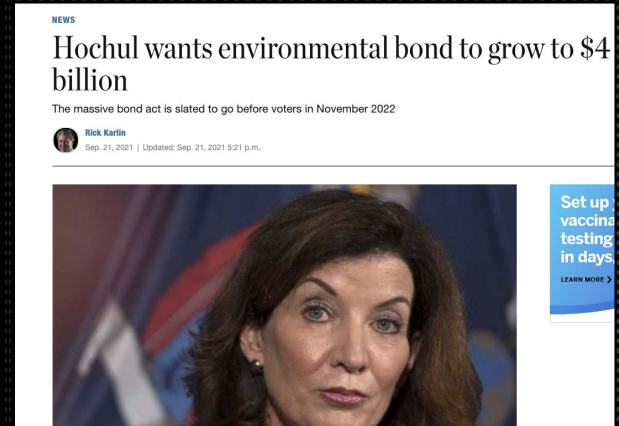 NEWS
Hochul wants environmental bond to grow to $4
billion
The massive bond act is slated to go before voters in November 2022
Rick Karlin
Sep. 21, 2021 | Updated: Sep. 21, 2021 5:21 p.m.
Set up
vaccina
testing
in days,
LEARN MORE >